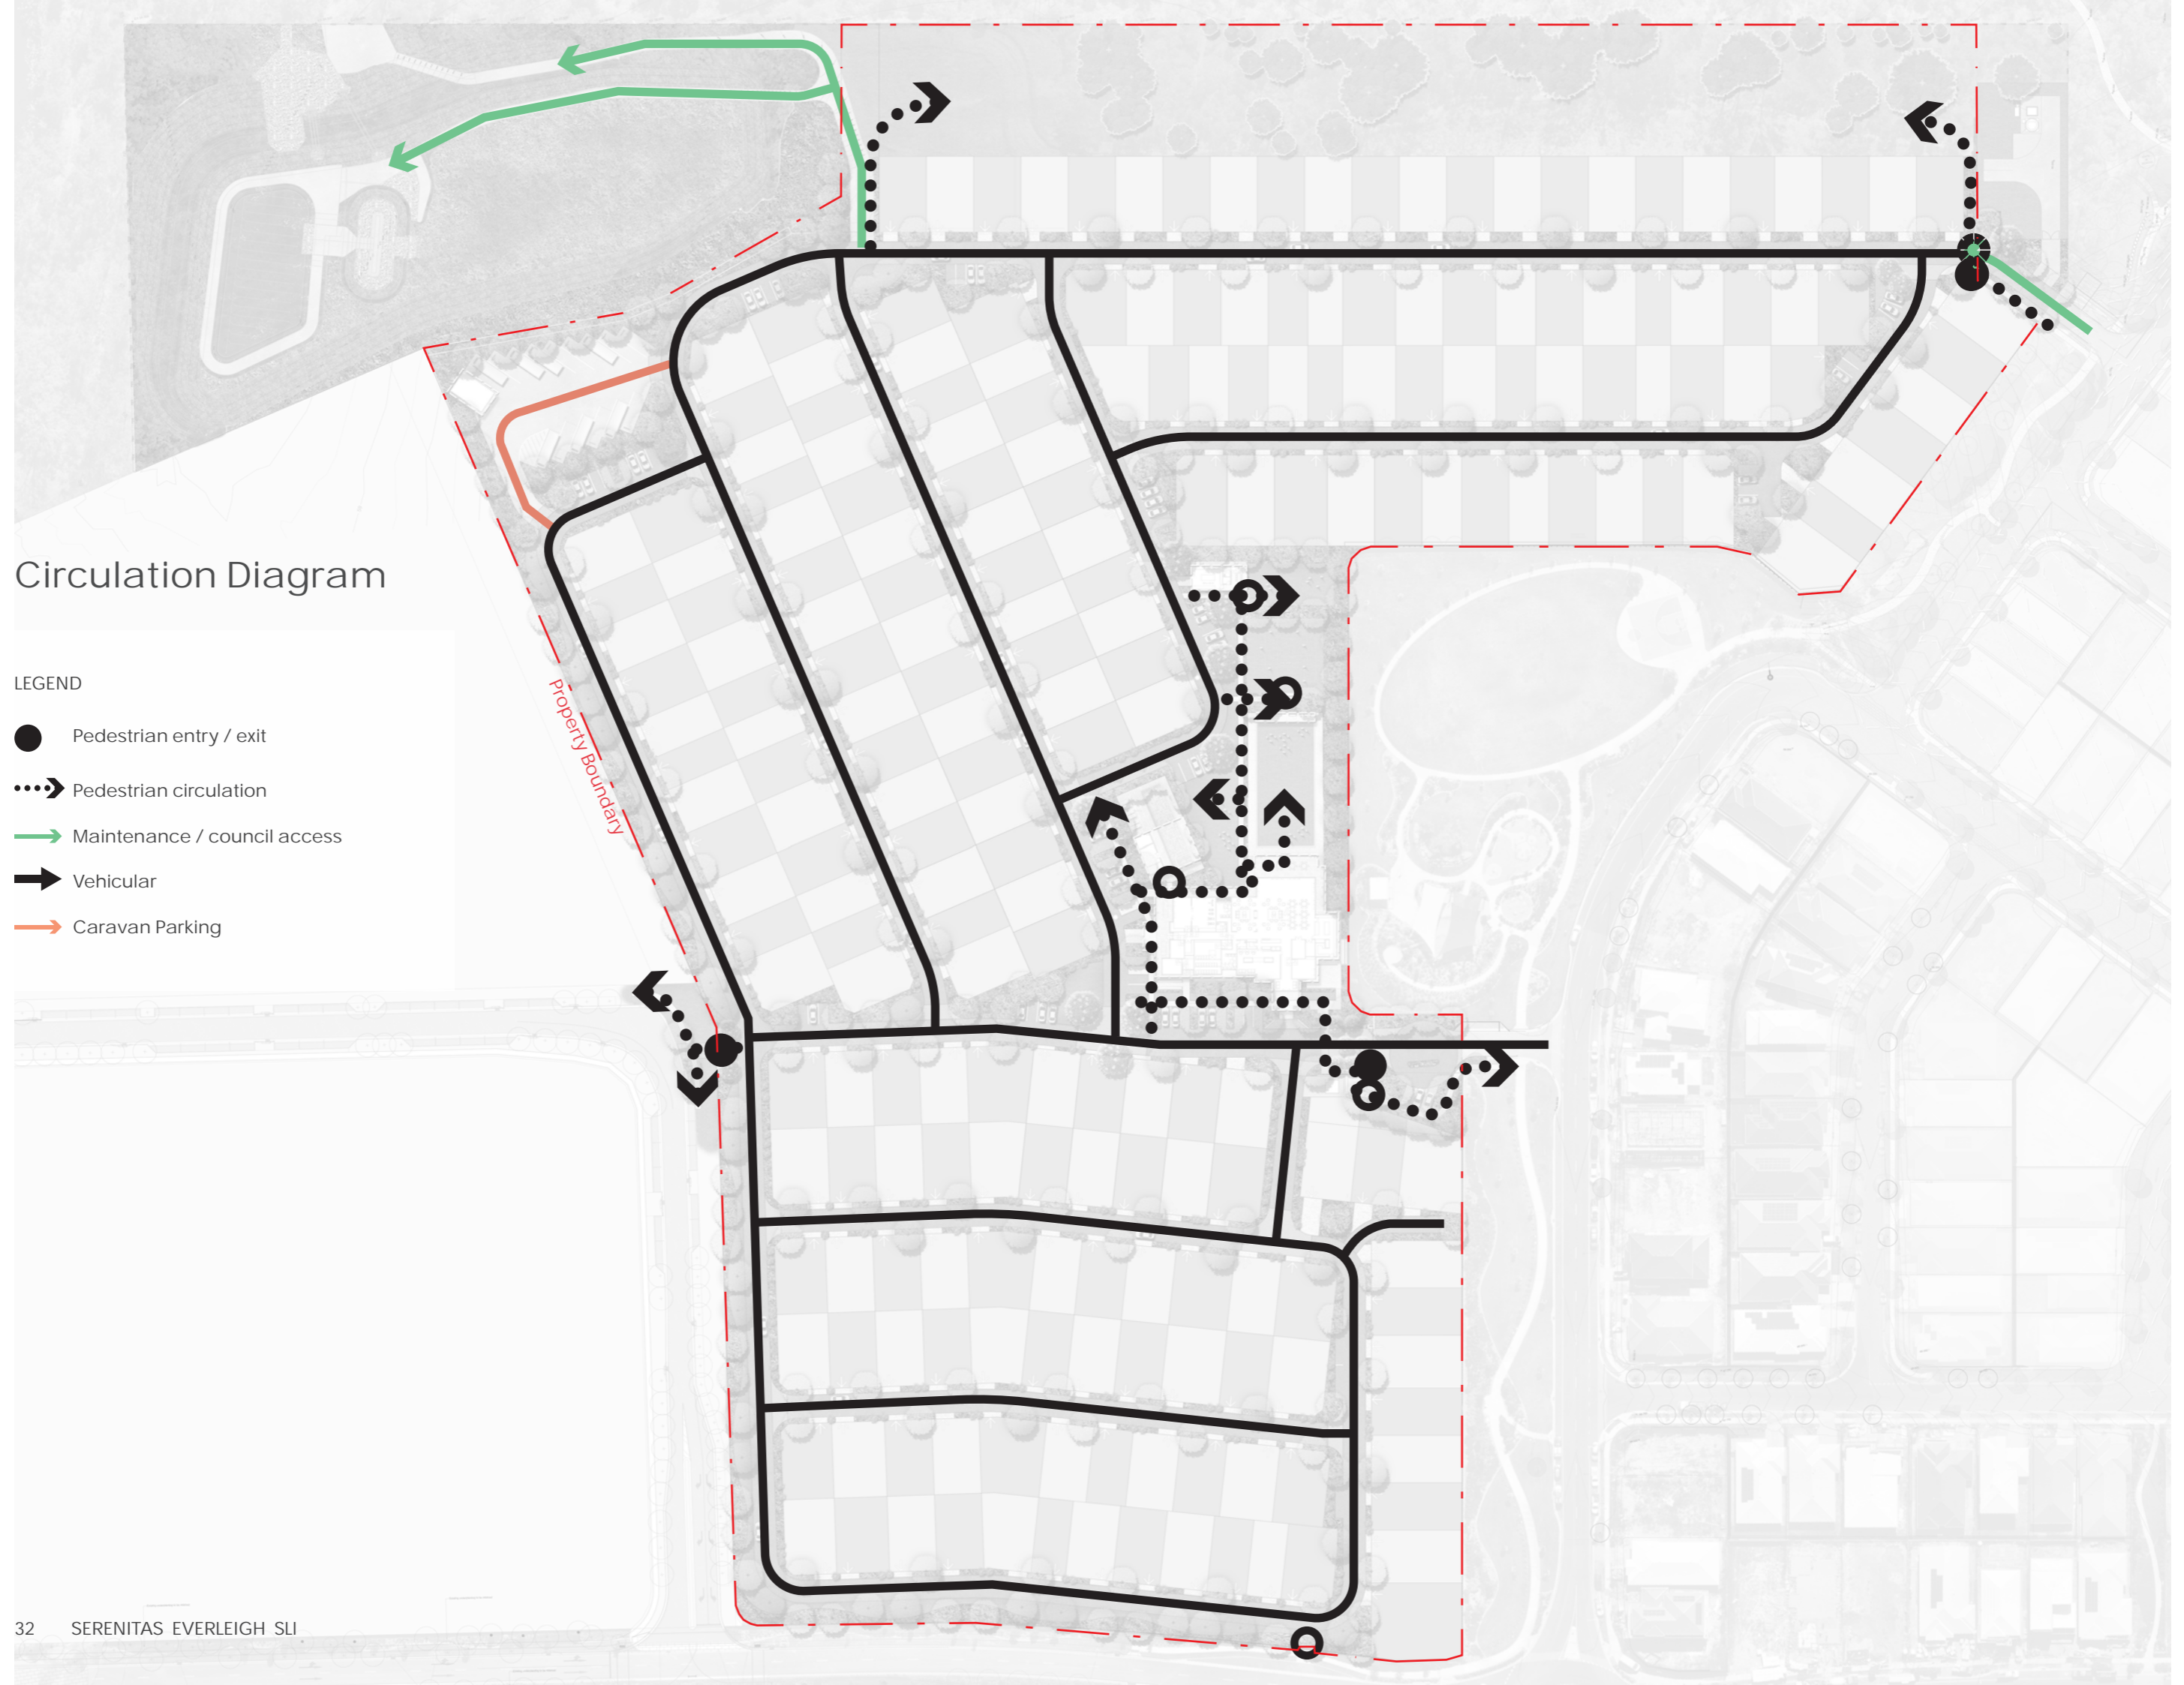 Circulation Diagram
LEGEND
Pedestrian entry / exit
Pedestrian circulation
Maintenance / council access
Vehicular
Caravan Parking
Property Boundary
32 SERENITAS EVERLEIGH SLI